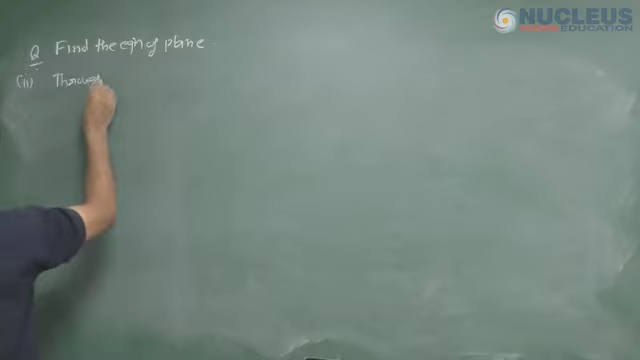 NUCLEUS
EDUCATION
Q Find the eqn of plane.
(ii) Through